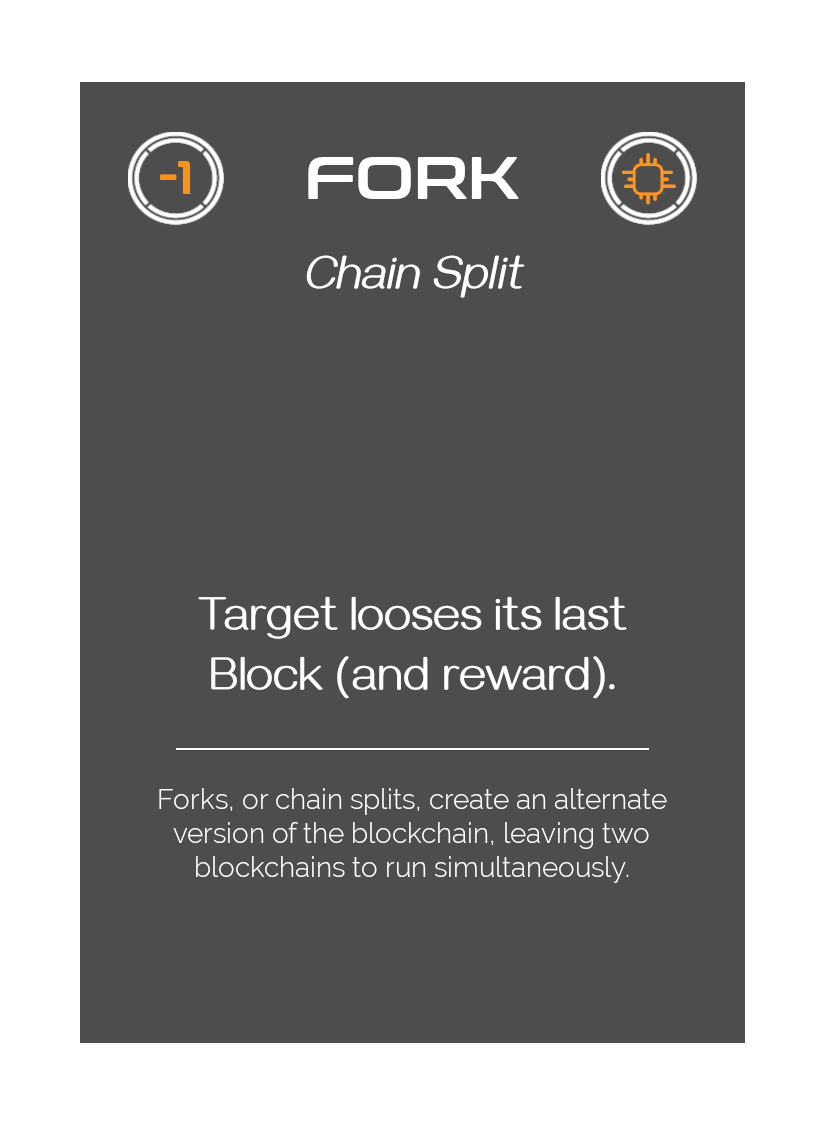 -1
FORK
Chain Split
Target looses its last
Block (and reward).
Forks, or chain splits, create an alternate
version of the blockchain, leaving two
blockchains to run simultaneously.